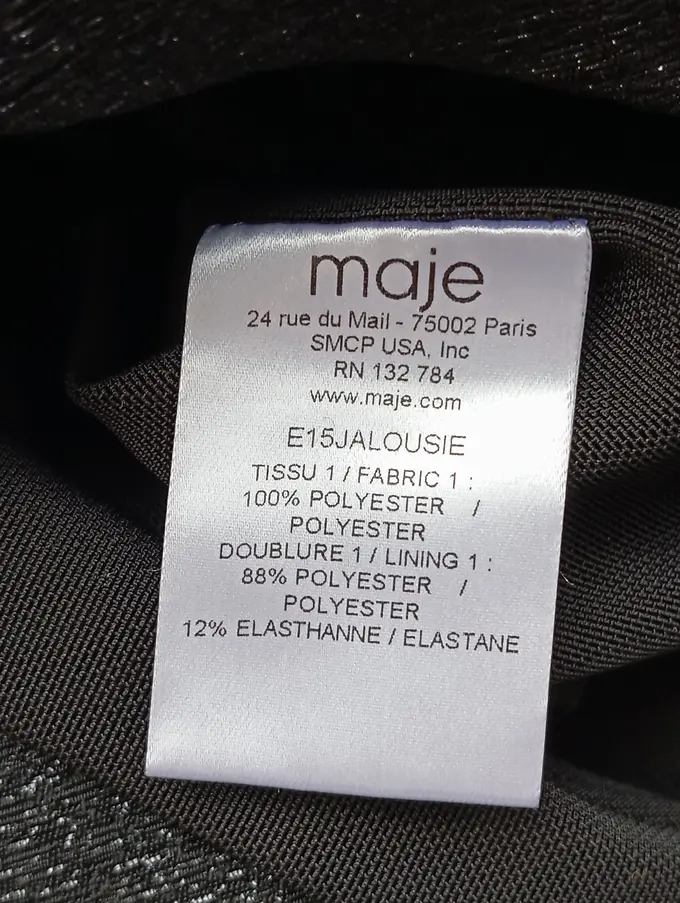 maje
24 rue du Mail - 75002 Paris
SMCP USA, Inc
RN 132 784
www.maje.com
E15JALOUSIE
TISSU 1 / FABRIC 1 :
100% POLYESTER /
POLYESTER
DOUBLURE 1 / LINING 1 :
88% POLYESTER /
POLYESTER
12% ELASTHANNE / ELASTANE